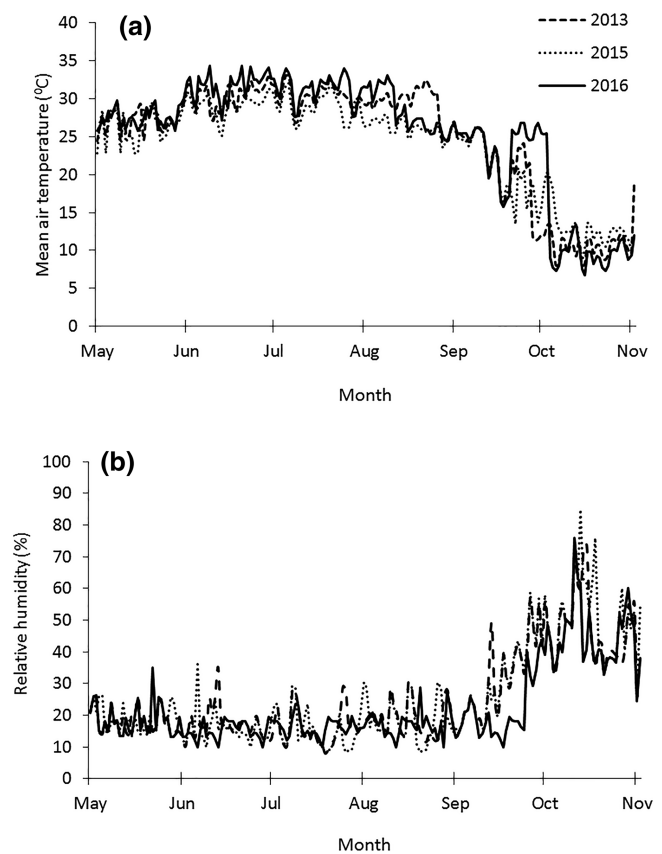 (a)
2013
2015
2016
Mean air temperature (⁰C)
40
35
30
25
20
15
10
5
0
May Jun Jul Aug Sep Oct Nov
Month
(b)
Relative humidity (%)
100
90
80
70
60
50
40
30
20
10
0
May Jun Jul Aug Sep Oct Nov
Month